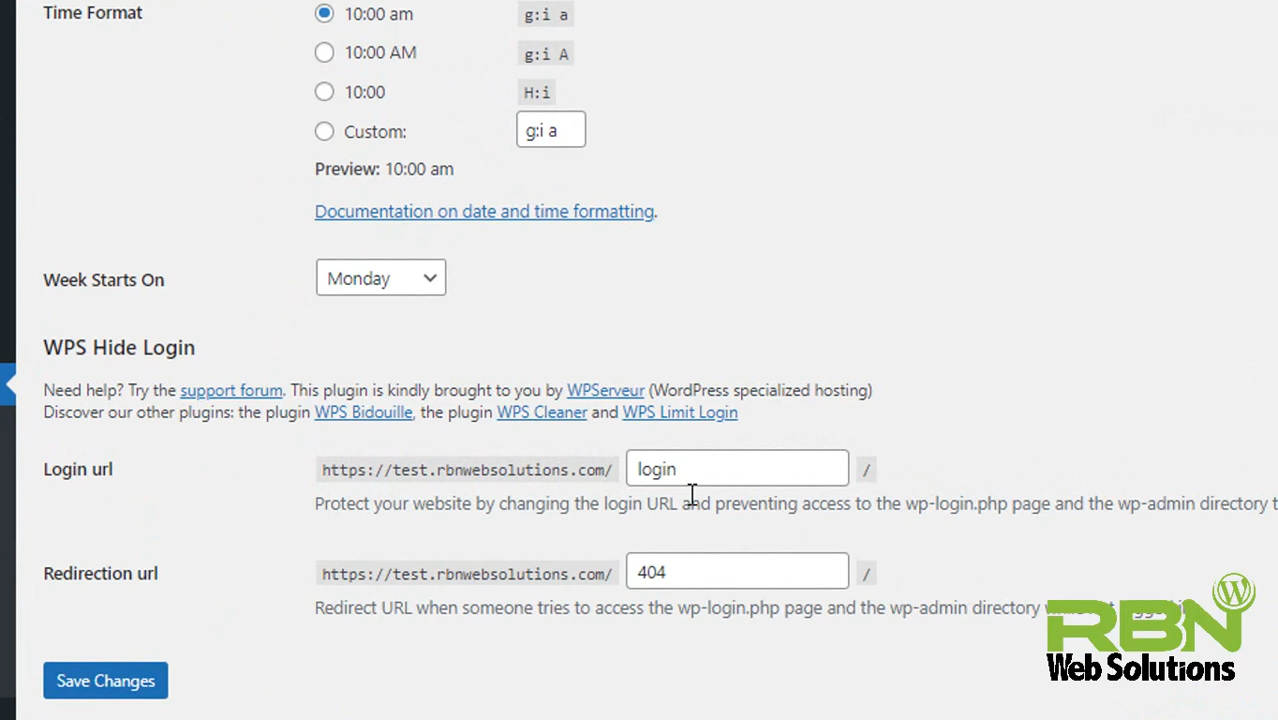 Time Format
10:00 am g:i a
10:00 AM g:i A
10:00 H:i
Custom: g:i a
Preview: 10:00 am
Documentation on date and time formatting.
Week Starts On Monday
WPS Hide Login
Need help? Try the support forum. This plugin is kindly brought to you by WPServeur (WordPress specialized hosting)
Discover our other plugins: the plugin WPS Bidouille, the plugin WPS Cleaner and WPS Limit Login
Login url https://test.rbnwebsolutions.com/ login /
Protect your website by changing the login URL and preventing access to the wp-login.php page and the wp-admin directory t
Redirection url https://test.rbnwebsolutions.com/ 404 /
Redirect URL when someone tries to access the wp-login.php page and the wp-admin directory
Save Changes
W
RBN
Web Solutions